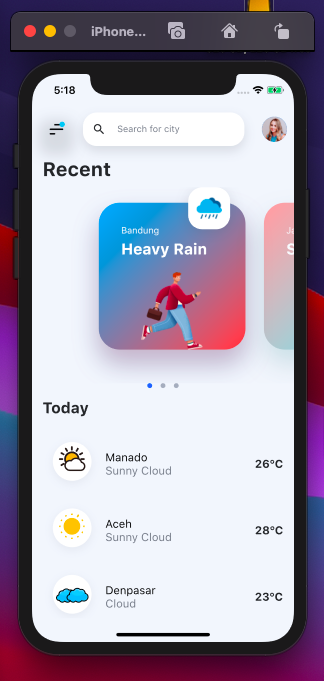 iPhone...
5:18
Search for city
Recent
Bandung
Heavy Rain
Ju
S
Today
Manado
Sunny Cloud
26°C
Aceh
Sunny Cloud
28°C
Denpasar
Cloud
23°C